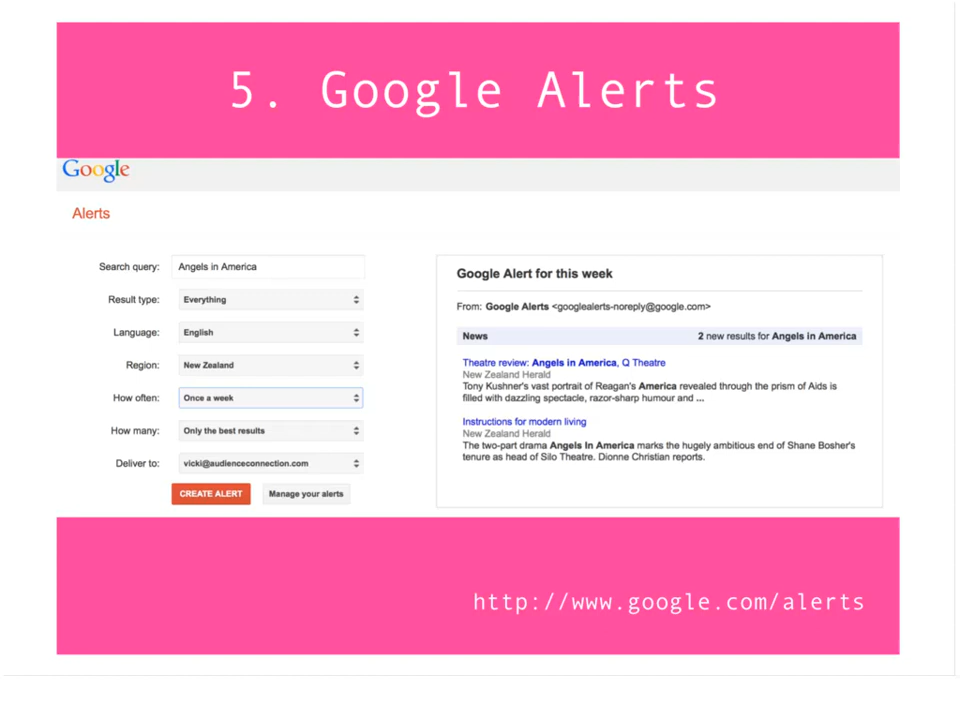 5. Google Alerts
Google
Alerts
Search query: Angels in America
Result type: Everything
Language: English
Region: New Zealand
How often: Once a week
How many: Only the best results
Deliver to: vicki@audienceconnection.com
CREATE ALERT Manage your alerts
Google Alert for this week
From: Google Alerts <googlealerts-noreply@google.com>
News 2 new results for Angels in America
Theatre review: Angels in America, Q Theatre
New Zealand Herald
Tony Kushner's vast portrait of Reagan's America revealed through the prism of Aids is
filled with dazzling spectacle, razor-sharp humour and ...
Instructions for modern living
New Zealand Herald
The two-part drama Angels In America marks the hugely ambitious end of Shane Bosher's
tenure as head of Silo Theatre. Dionne Christian reports.
http://www.google.com/alerts